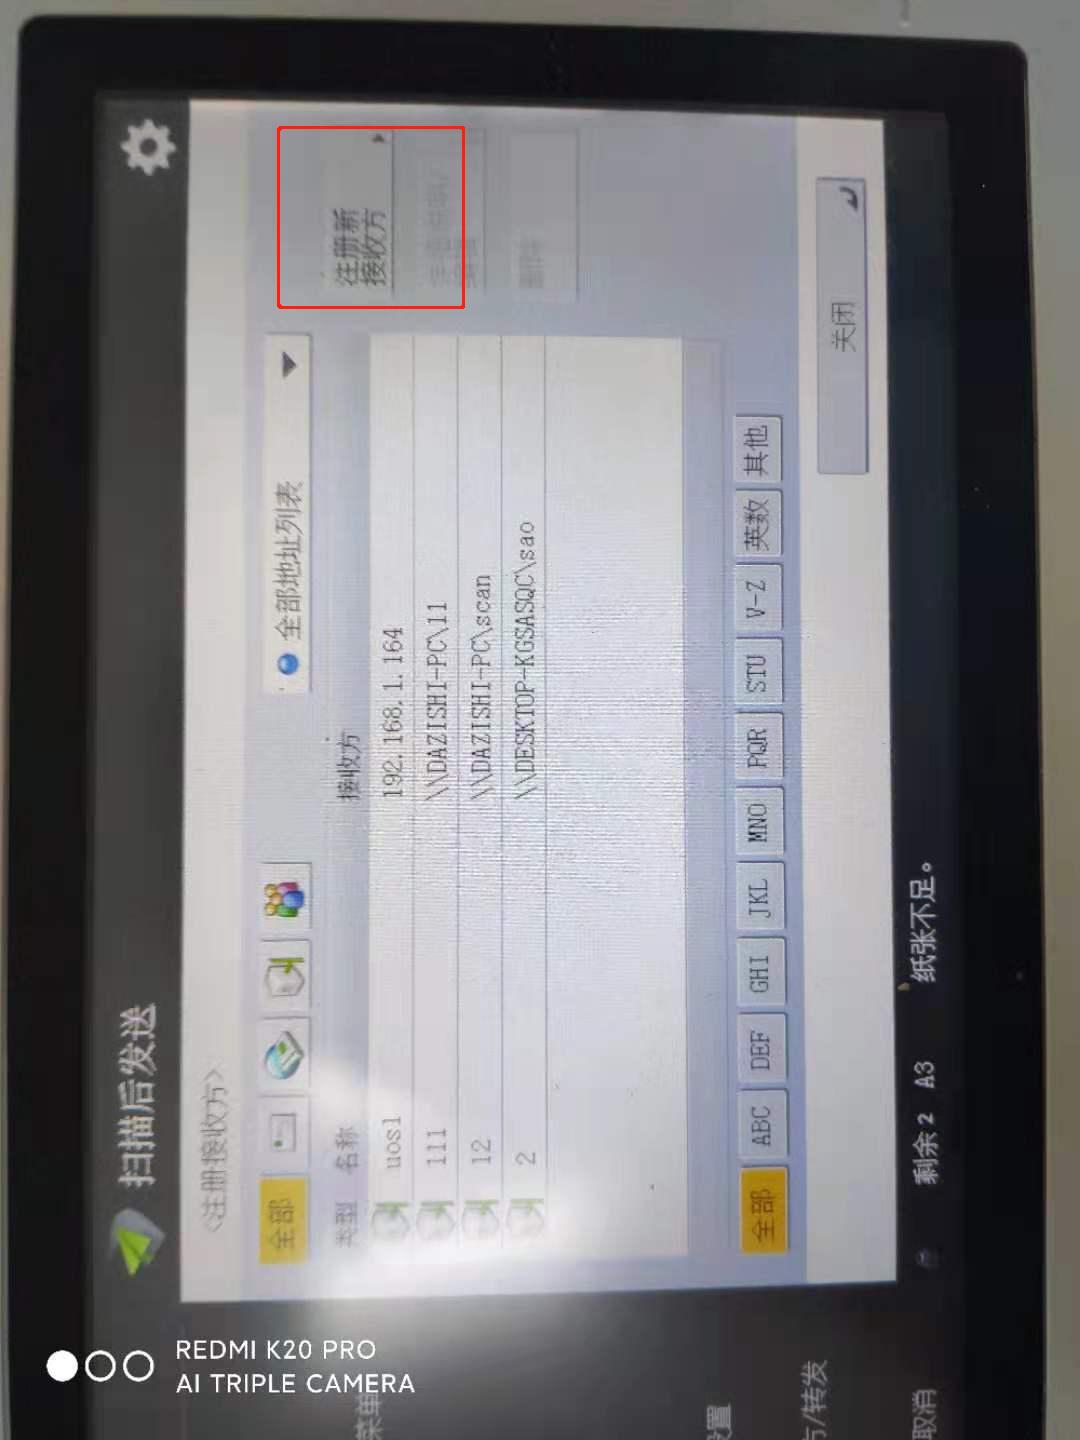 扫描后发送
<注册接收方>
全部
全部地址列表
类型 名称 接收方
uos1 192.168.1.164
111 \\DAZISHI-PC\11
12 \\DAZISHI-PC\scan
2 \\DESKTOP-KGSASQC\sao
注册新
接收方
删除
全部 ABC DEF GHI JKL MNO PQR STU V-Z 英数 其他
关闭
剩余 2 A3 纸张不足。
菜单
置
方/转发
取消
REDMI K20 PRO
AI TRIPLE CAMERA